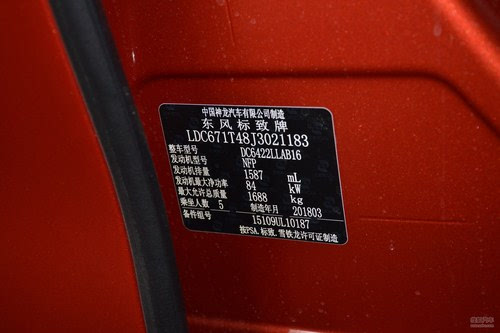 中国神龙汽车有限公司制造
东风标致牌
LDC671T48J3021183
整车型号 DC6422LLAB16
发动机型号 NFP
发动机排量 1587 mL
发动机最大净功率 84 kW
最大允许总质量 1688 kg
乘坐人数 5 制造年月 201803
备件组号 15109UL10187
按PSA.标致.雪铁龙许可证制造